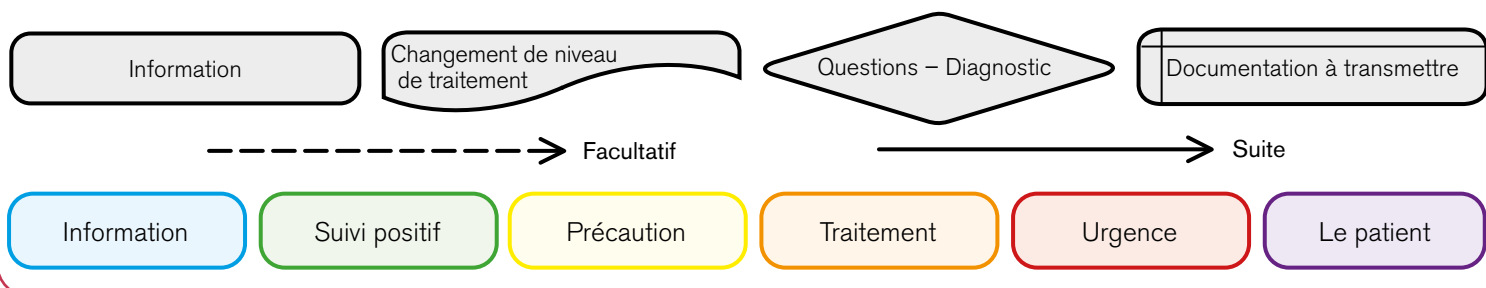 Information
Changement de niveau
de traitement
Questions – Diagnostic
Documentation à transmettre
Facultatif
Suite
Information
Suivi positif
Précaution
Traitement
Urgence
Le patient